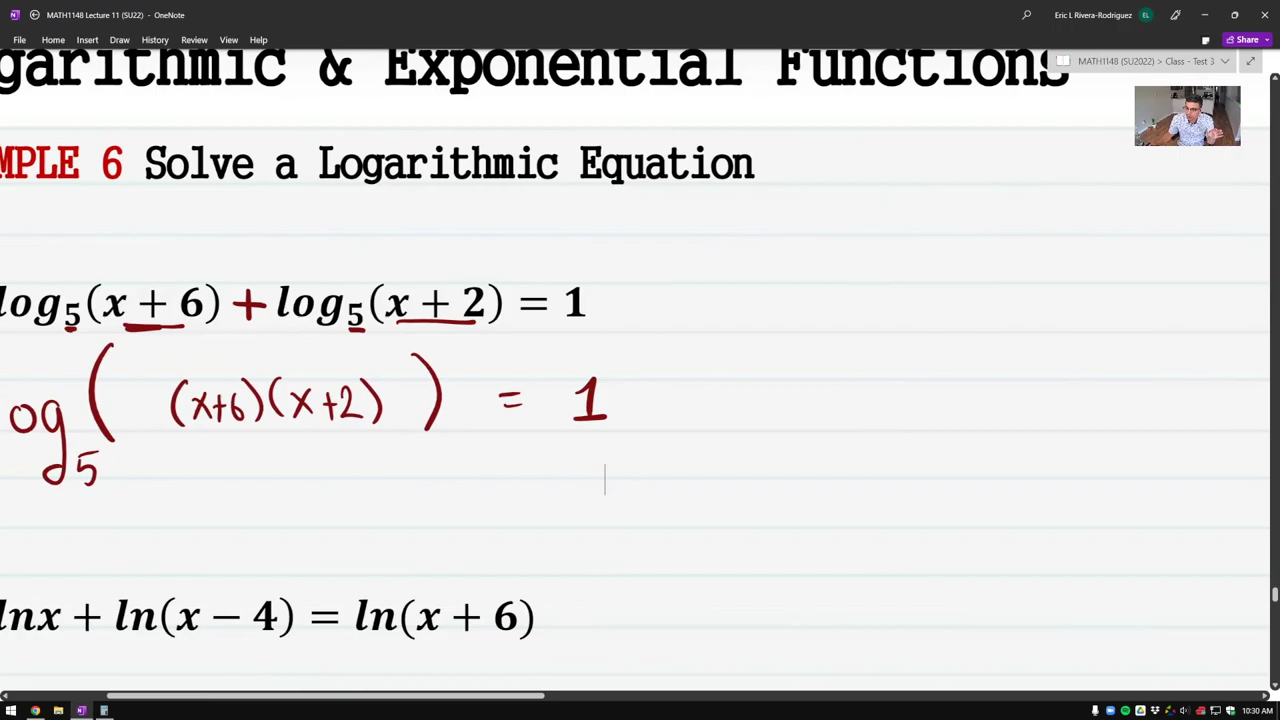 MATH1148 Lecture 11 (SU22) - OneNote
Eric L Rivera-Rodriguez EL
File Home Insert Draw History Review View Help
Share
garithmic & Exponential Functions
MATH1148 (SU2022) > Class - Test 3
MPLE 6 Solve a Logarithmic Equation
log₅(x + 6) + log₅(x + 2) = 1
og₅( (x+6)(x+2) ) = 1
lnx + ln(x − 4) = ln(x + 6)
10:30 AM